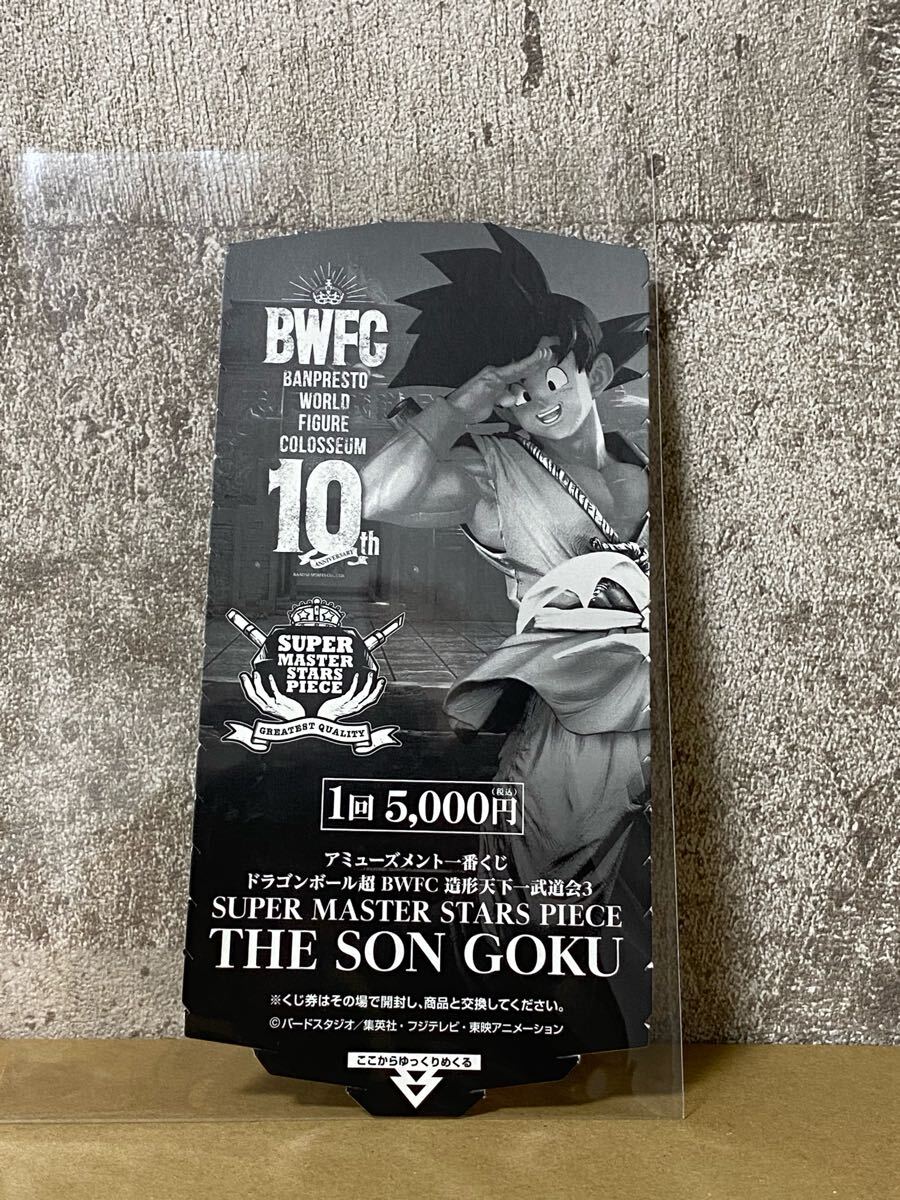 BWFC
BANPRESTO
WORLD
FIGURE
COLOSSEUM
10th
ANNIVERSARY
SUPER
MASTER
STARS
PIECE
GREATEST QUALITY
1回 5,000円
(税込)
アミューズメント一番くじ
ドラゴンボール超 BWFC 造形天下一武道会3
SUPER MASTER STARS PIECE
THE SON GOKU
※くじ券はその場で開封し、商品と交換してください。
©バードスタジオ／集英社・フジテレビ・東映アニメーション
ここからゆっくりめくる